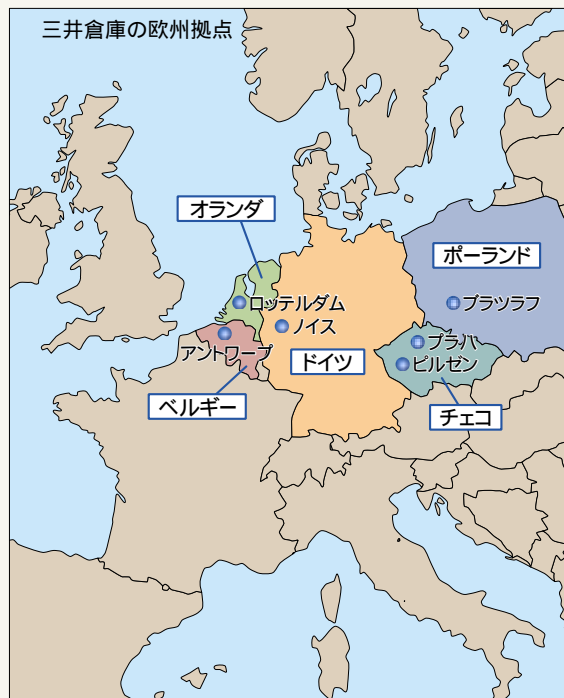 三井倉庫の欧州拠点
オランダ
ポーランド
ロッテルダム
ブラツラフ
ノイス
アントワープ
プラハ
ドイツ
ピルゼン
ベルギー
チェコ